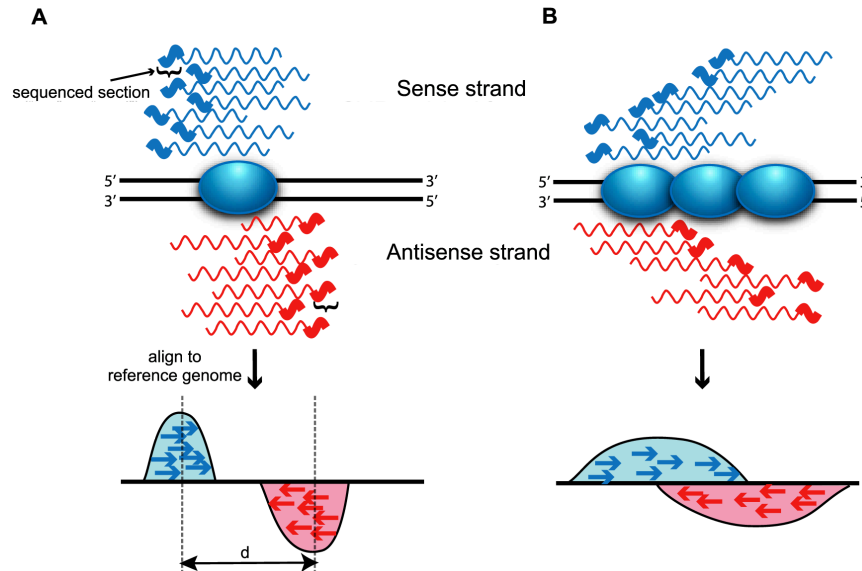 A
B
sequenced section
Sense strand
5′ 3′ 5′
3′ 5′ 3′
Antisense strand
align to
reference genome
d